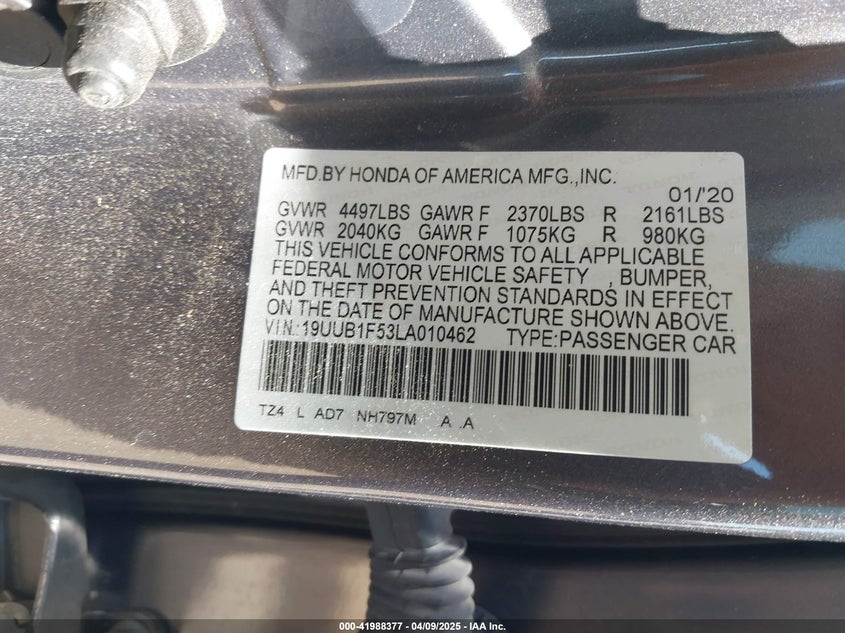 MFD.BY HONDA OF AMERICA MFG.,INC.
01/'20
GVWR 4497LBS GAWR F 2370LBS R 2161LBS
GVWR 2040KG GAWR F 1075KG R 980KG
THIS VEHICLE CONFORMS TO ALL APPLICABLE
FEDERAL MOTOR VEHICLE SAFETY , BUMPER,
AND THEFT PREVENTION STANDARDS IN EFFECT
ON THE DATE OF MANUFACTURE SHOWN ABOVE.
VIN:19UUB1F53LA010462 TYPE:PASSENGER CAR
TZ4 L AD7 NH797M A .A
000-41988377 - 04/09/2025 - IAA Inc.